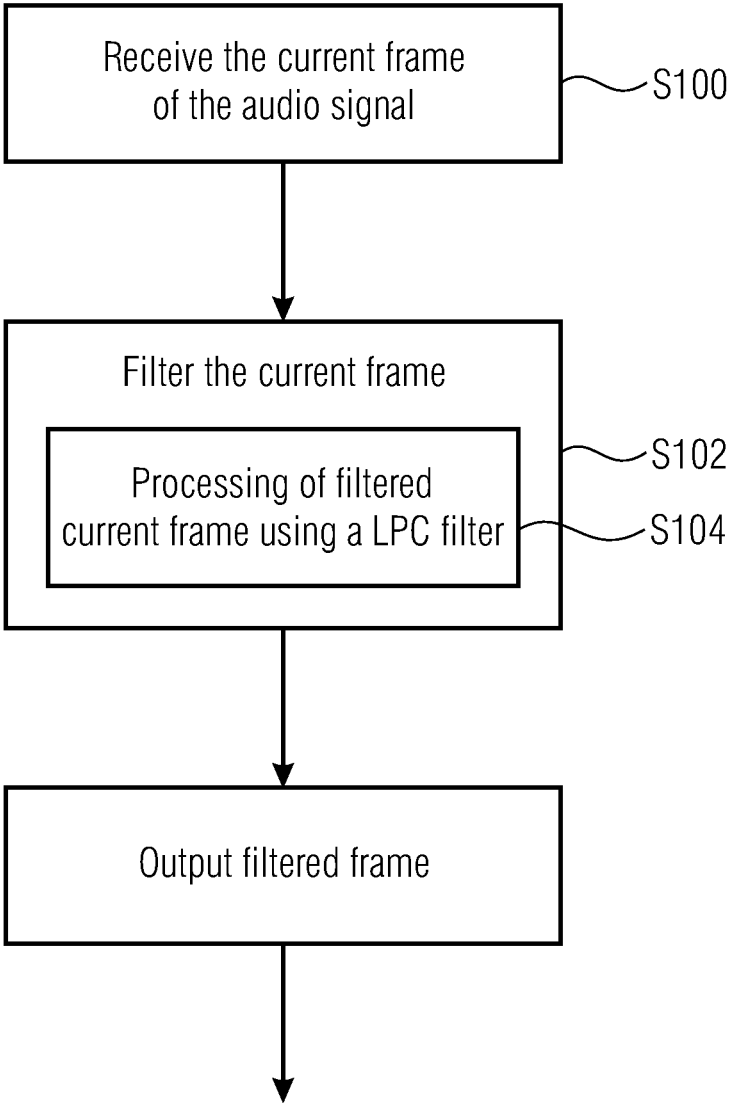 Receive the current frame
of the audio signal
S100
Filter the current frame
S102
Processing of filtered
current frame using a LPC filter
S104
Output filtered frame